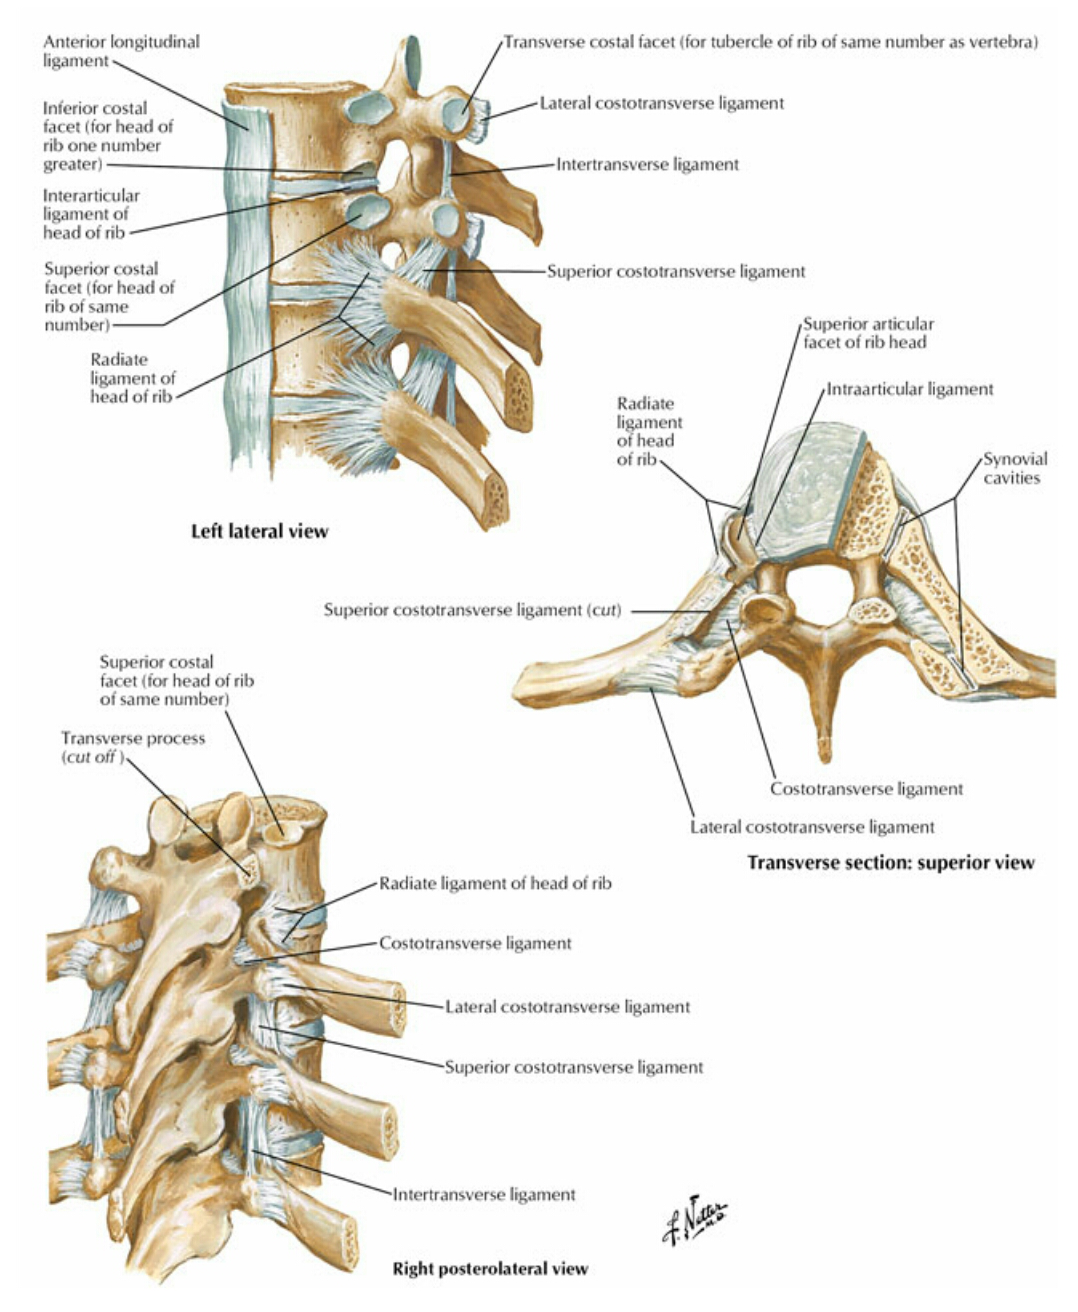 Anterior longitudinal
ligament
Transverse costal facet (for tubercle of rib of same number as vertebra)
Lateral costotransverse ligament
Inferior costal
facet (for head of
rib one number
greater)
Intertransverse ligament
Interarticular
ligament of
head of rib
Superior costal
facet (for head of
rib of same
number)
Superior costotransverse ligament
Radiate
ligament of
head of rib
Left lateral view
Superior articular
facet of rib head
Intraarticular ligament
Radiate
ligament
of head
of rib
Synovial
cavities
Superior costotransverse ligament (cut)
Costotransverse ligament
Lateral costotransverse ligament
Transverse section: superior view
Superior costal
facet (for head of rib
of same number)
Transverse process
(cut off )
Radiate ligament of head of rib
Costotransverse ligament
Lateral costotransverse ligament
Superior costotransverse ligament
Intertransverse ligament
Right posterolateral view
F. Netter
M.D.